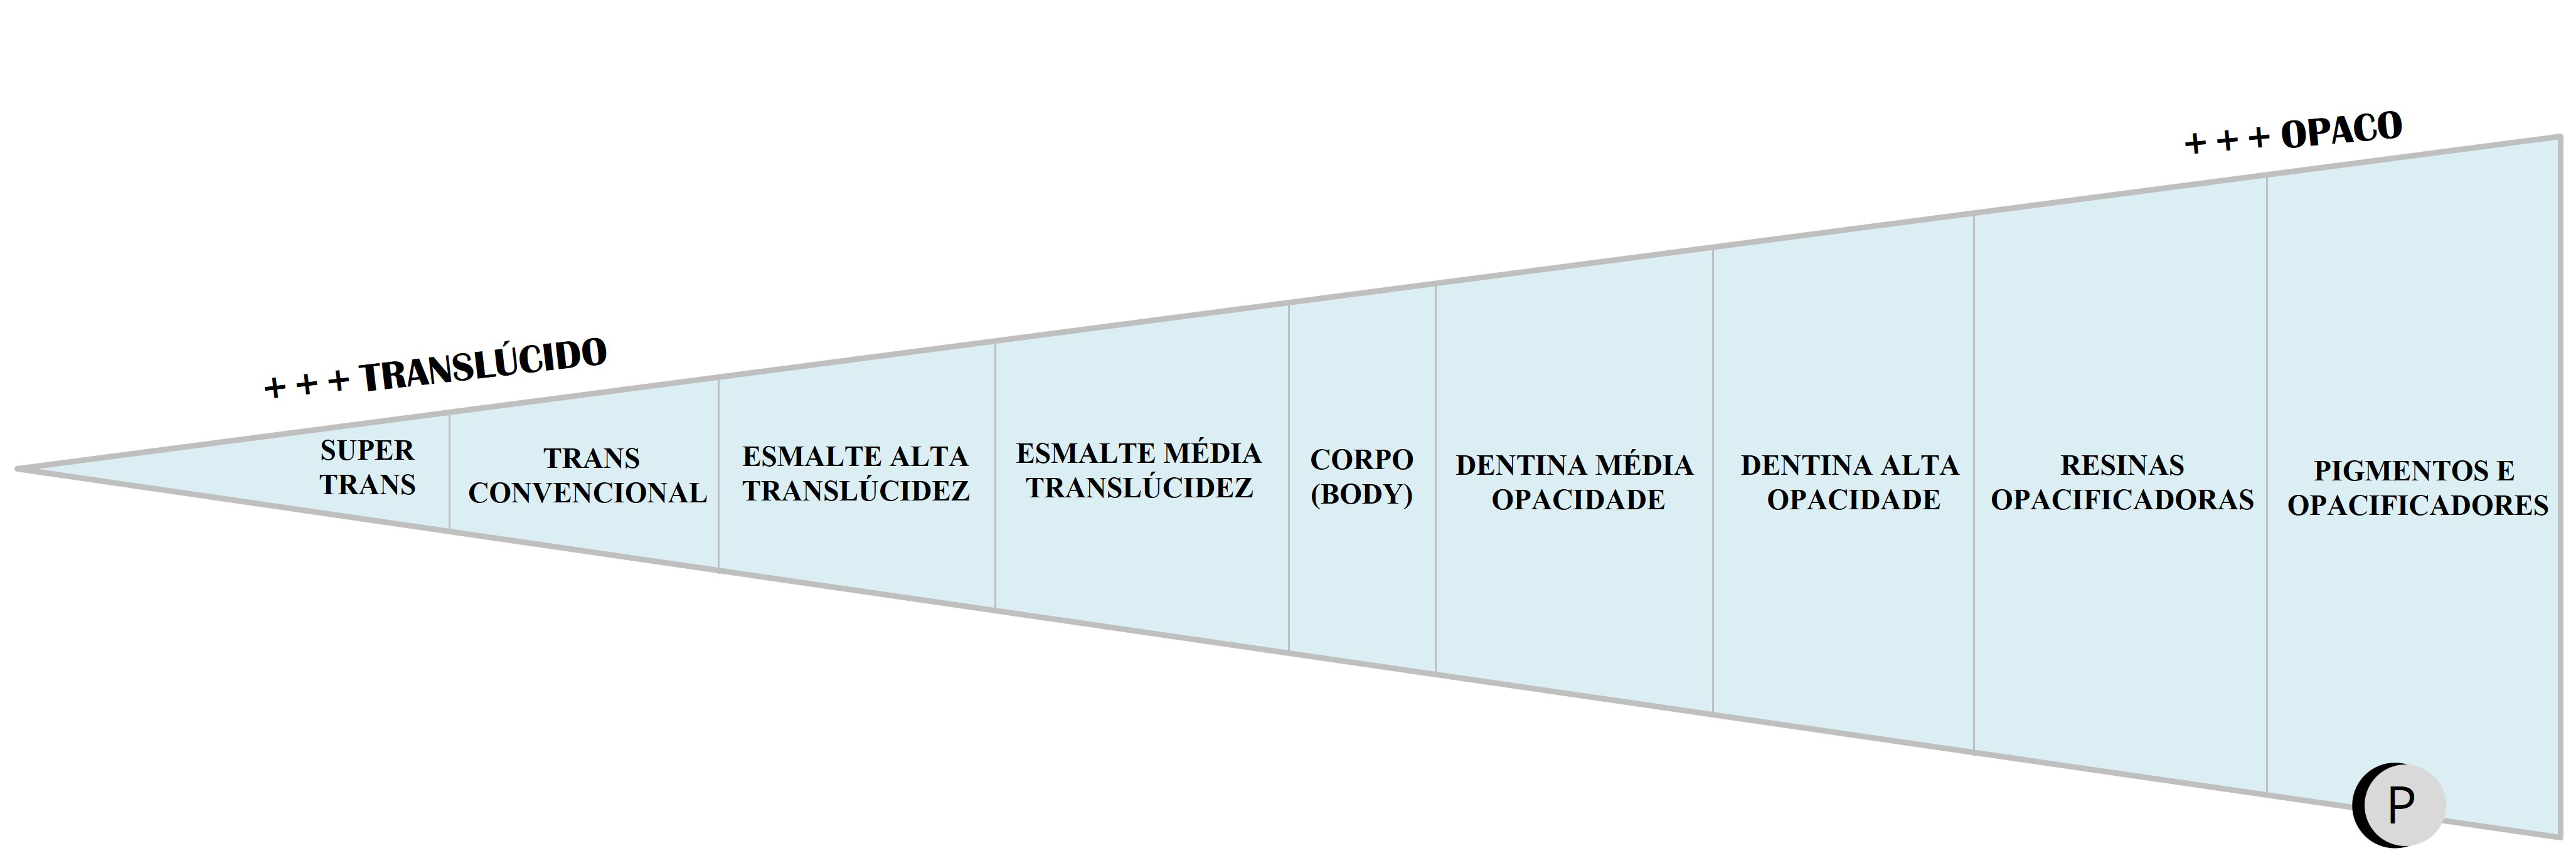 + + + OPACO
+ + + TRANSLÚCIDO
SUPER
TRANS
TRANS
CONVENCIONAL
ESMALTE ALTA
TRANSLÚCIDEZ
ESMALTE MÉDIA
TRANSLÚCIDEZ
CORPO
(BODY)
DENTINA MÉDIA
OPACIDADE
DENTINA ALTA
OPACIDADE
RESINAS
OPACIFICADORAS
PIGMENTOS E
OPACIFICADORES
P